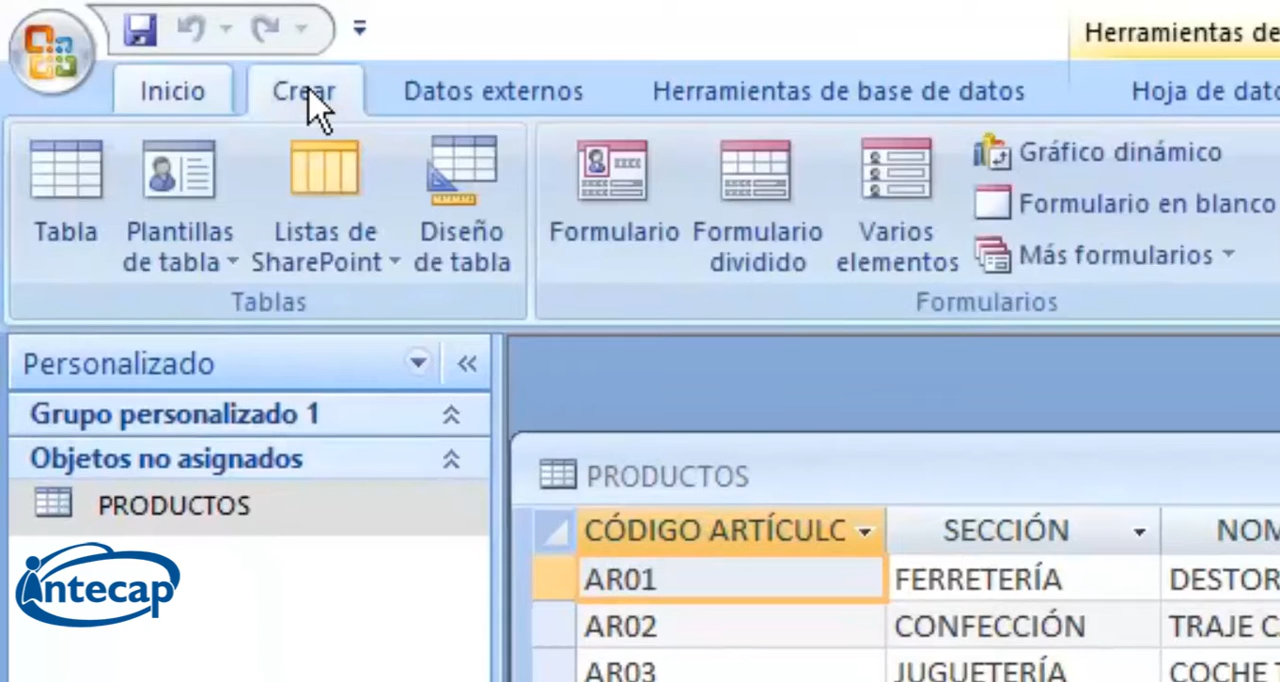 Herramientas de
Inicio Crear Datos externos Herramientas de base de datos Hoja de dato
Tabla Plantillas de tabla Listas de SharePoint Diseño de tabla
Tablas
Formulario Formulario dividido Varios elementos
Gráfico dinámico
Formulario en blanco
Más formularios
Formularios
Personalizado
Grupo personalizado 1
Objetos no asignados
PRODUCTOS
intecap
PRODUCTOS
CÓDIGO ARTÍCULO SECCIÓN NOM
AR01 FERRETERÍA DESTOR
AR02 CONFECCIÓN TRAJE C
AR03 JUGUETERÍA COCHE T